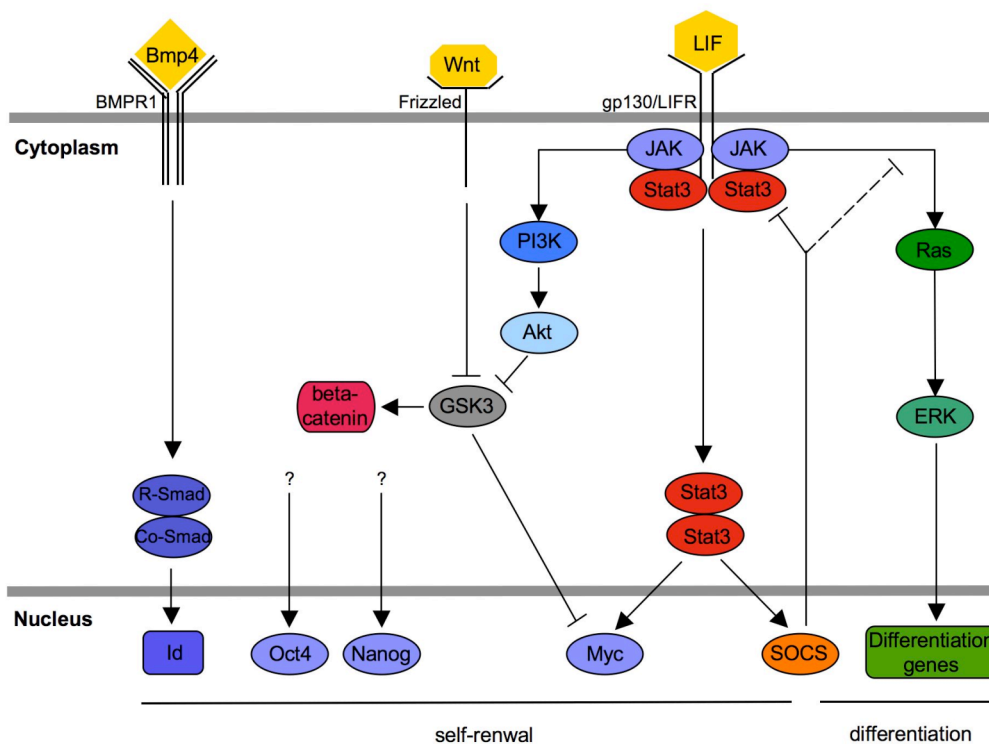 Bmp4
Wnt
LIF
BMPR1
Frizzled
gp130/LIFR
Cytoplasm
JAK
JAK
Stat3
Stat3
PI3K
Ras
Akt
beta-
catenin
GSK3
ERK
?
?
R-Smad
Stat3
Co-Smad
Stat3
Nucleus
Id
Oct4
Nanog
Myc
SOCS
Differentiation
genes
self-renwal
differentiation